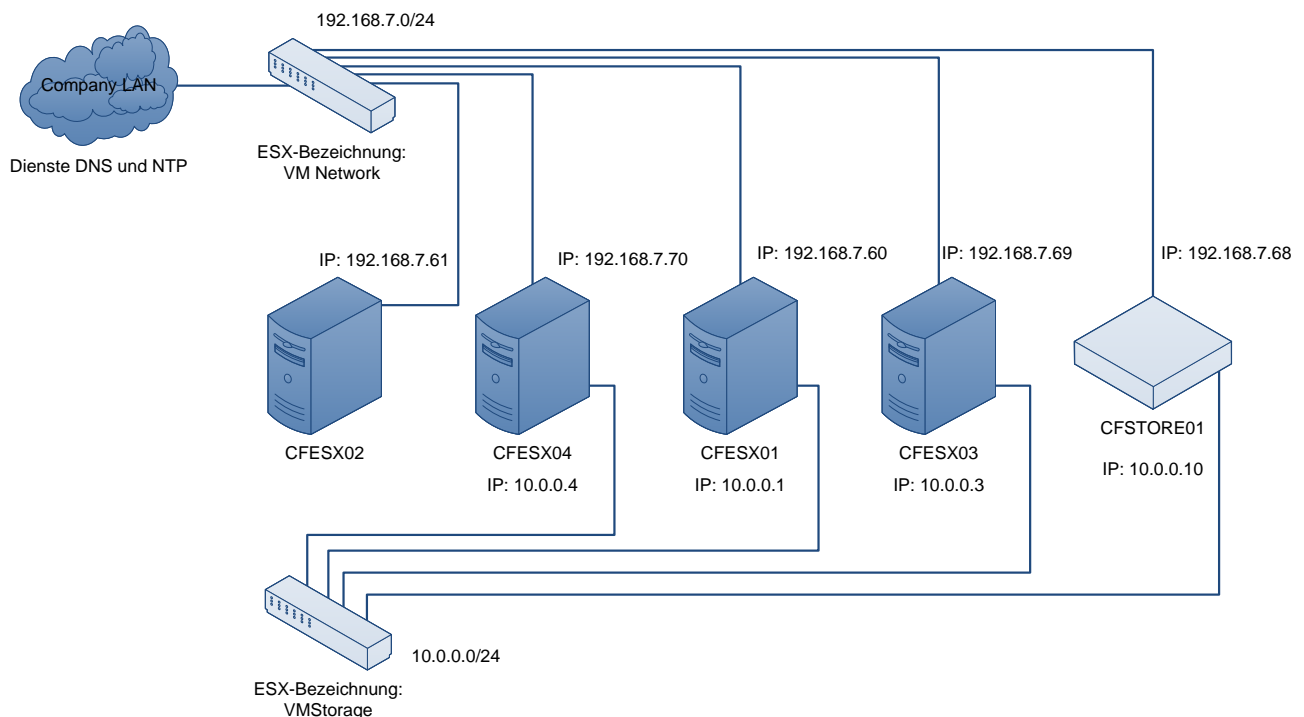 192.168.7.0/24
Company LAN
Dienste DNS und NTP
ESX-Bezeichnung:
VM Network
IP: 192.168.7.61
IP: 192.168.7.70
IP: 192.168.7.60
IP: 192.168.7.69
IP: 192.168.7.68
CFESX02
CFESX04
IP: 10.0.0.4
CFESX01
IP: 10.0.0.1
CFESX03
IP: 10.0.0.3
CFSTORE01
IP: 10.0.0.10
10.0.0.0/24
ESX-Bezeichnung:
VMStorage